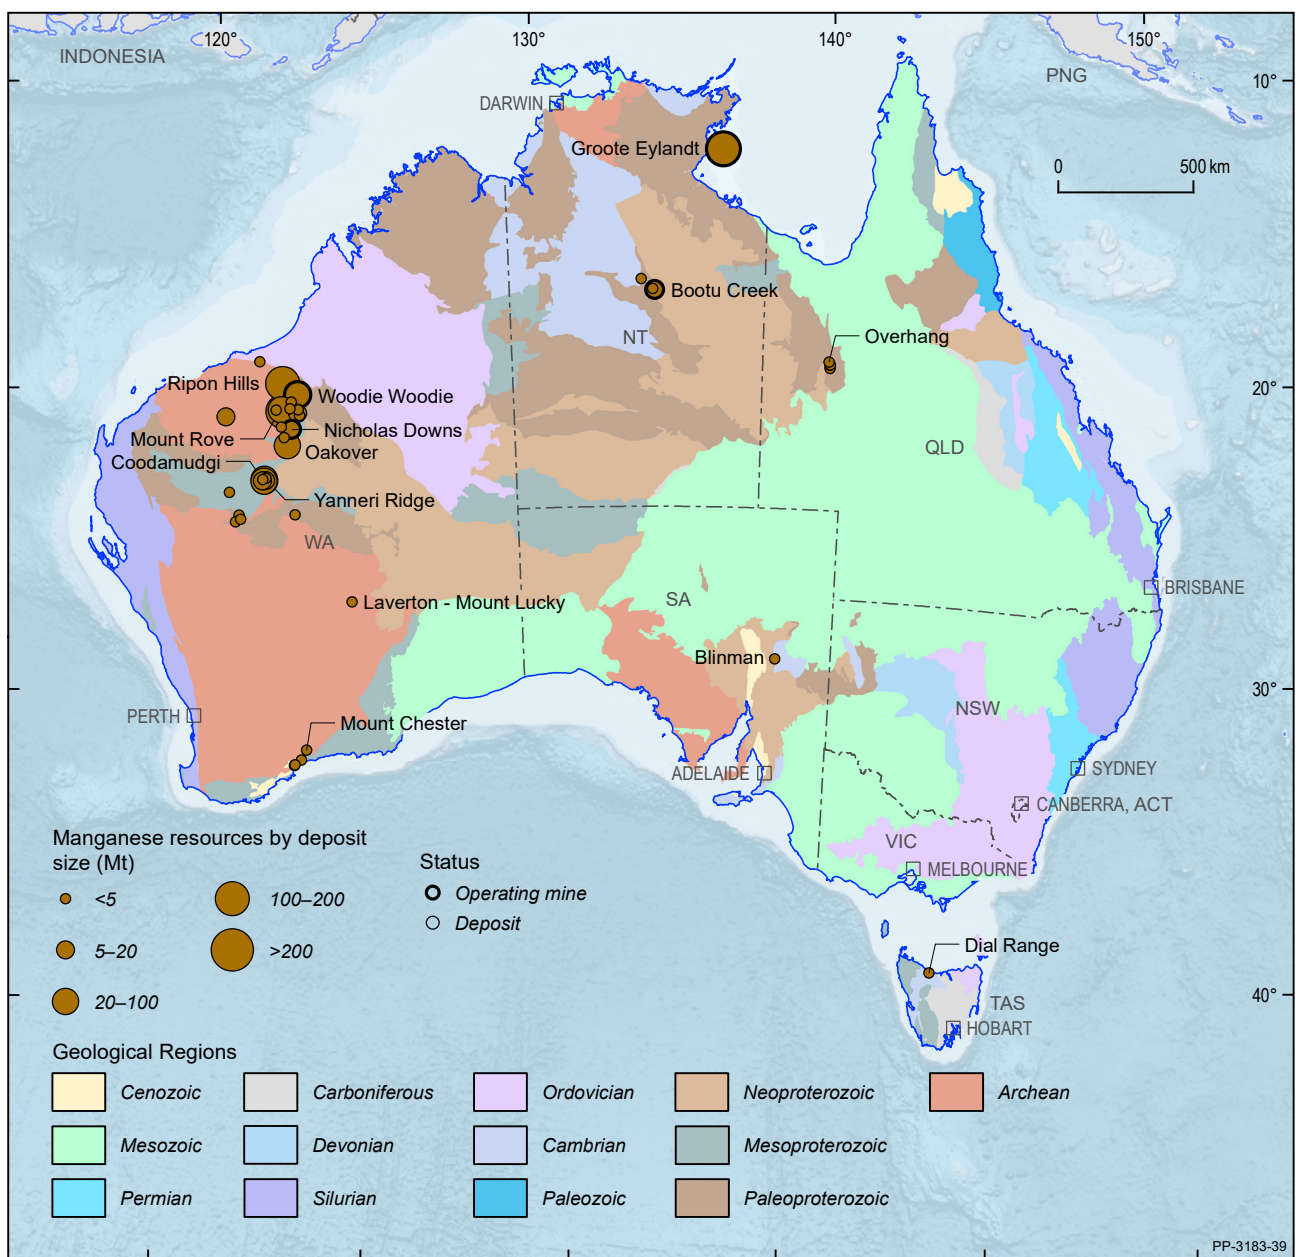 120°
130°
140°
150°
INDONESIA
PNG
10°
DARWIN
Groote Eylandt
0
500 km
Bootu Creek
NT
Overhang
Ripon Hills
20°
Woodie Woodie
Nicholas Downs
Mount Rove
Oakover
Coodamudgi
QLD
Yanneri Ridge
WA
BRISBANE
Laverton - Mount Lucky
SA
Blinman
30°
NSW
PERTH
Mount Chester
ADELAIDE
SYDNEY
CANBERRA, ACT
VIC
MELBOURNE
Manganese resources by deposit
size (Mt)
<5
5–20
20–100
100–200
>200
Status
Operating mine
Deposit
Dial Range
40°
TAS
HOBART
Geological Regions
Cenozoic
Carboniferous
Ordovician
Neoproterozoic
Archean
Mesozoic
Devonian
Cambrian
Mesoproterozoic
Permian
Silurian
Paleozoic
Paleoproterozoic
PP-3183-39